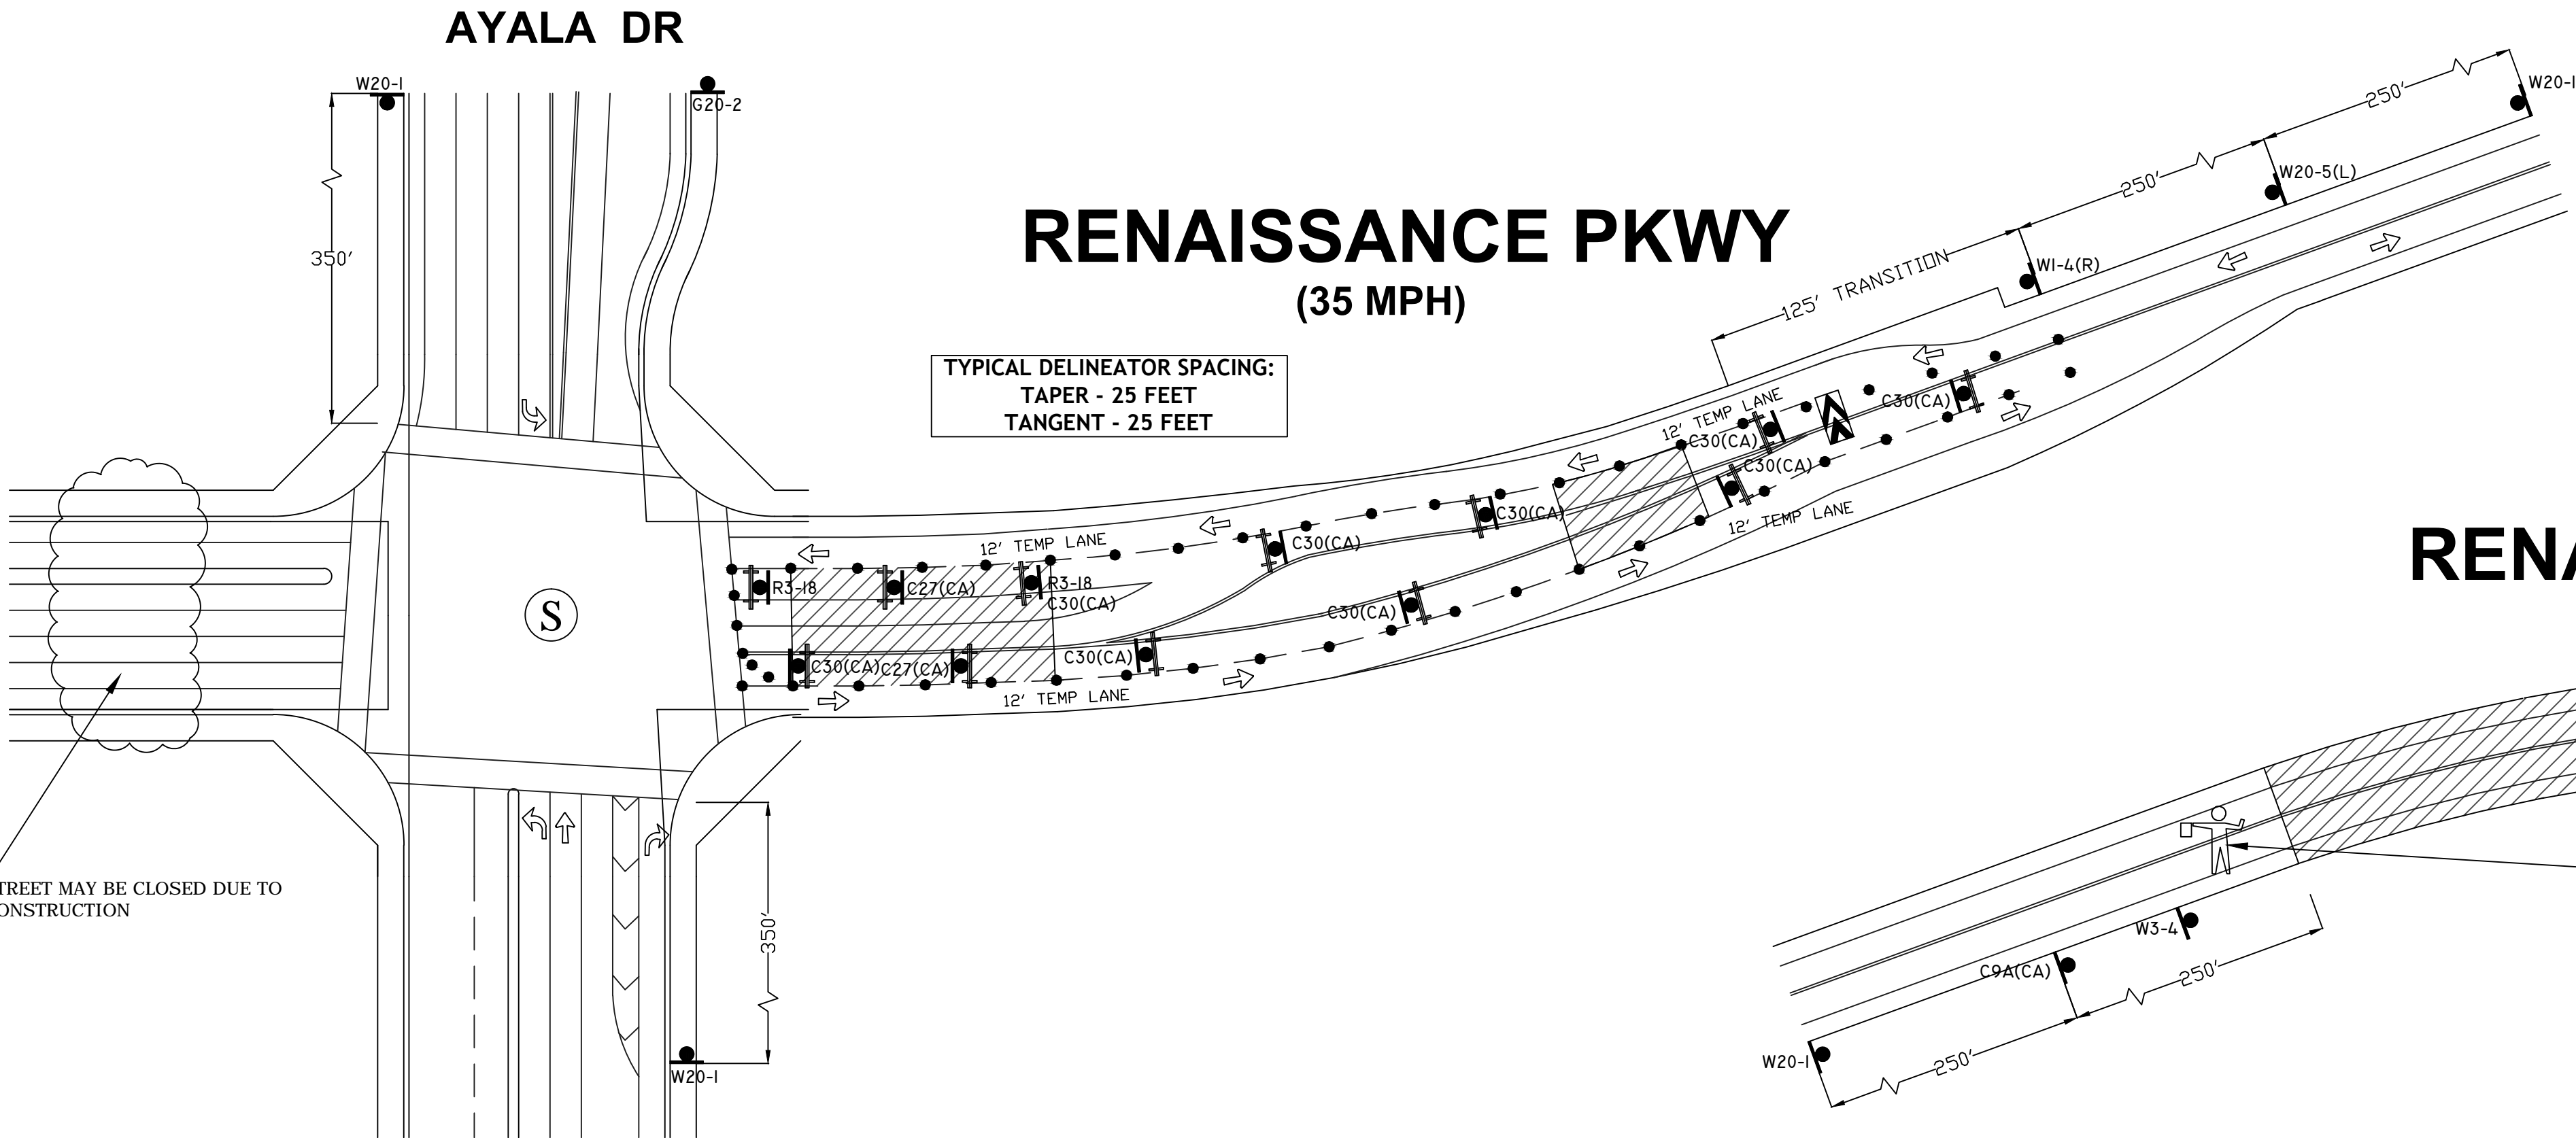 AYALA DR
W20-1
G20-2
350'
RENAISSANCE PKWY
(35 MPH)
TYPICAL DELINEATOR SPACING:
TAPER - 25 FEET
TANGENT - 25 FEET
250'
W20-1
250'
W20-5(L)
125' TRANSITION
W1-4(R)
12' TEMP LANE
C30(CA)
C30(CA)
C30(CA)
12' TEMP LANE
C30(CA)
C30(CA)
12' TEMP LANE
R3-18
C27(CA)
R3-18
C30(CA)
C30(CA)
C30(CA)
C27(CA)
C30(CA)
12' TEMP LANE
S
RENA
TREET MAY BE CLOSED DUE TO
ONSTRUCTION
350'
W20-1
W3-4
C9A(CA)
250'
W20-1
250'